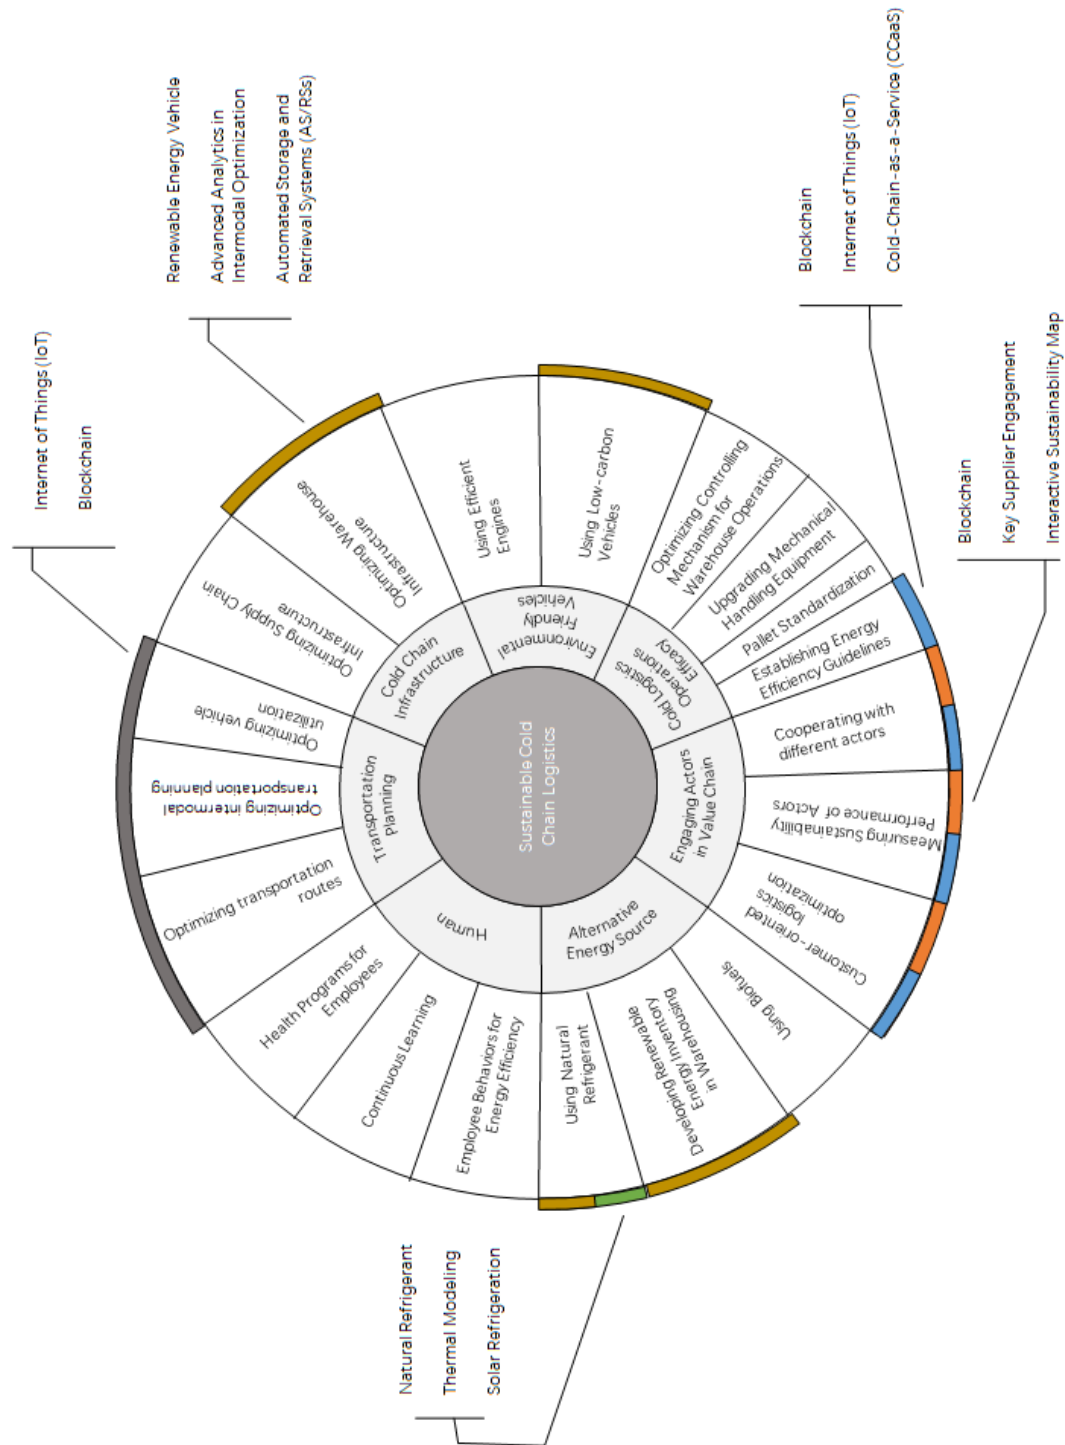 Sustainable Cold
Chain Logistics
Transportation
Planning
Cold Chain
Infrastructure
Environmental
Friendly
Vehicles
Cold Logistics
Operations
Efficacy
Engaging Actors
in Value Chain
Alternative
Energy Source
Human
Optimizing transportation
routes
Optimizing intermodal
transportation planning
Optimizing vehicle
utilization
Optimizing Supply Chain
Infrastructure
Optimizing Warehouse
Infrastructure
Using Efficient
Engines
Using Low-carbon
Vehicles
Optimizing Controlling
Mechanism for
Warehouse Operations
Upgrading Mechanical
Handling Equipment
Pallet Standardization
Establishing Energy
Efficiency Guidelines
Cooperating with
different actors
Measuring Sustainability
Performance of Actors
Customer-oriented
logistics
optimization
Using Biofuels
Developing Renewable
Energy Inventory
in Warehousing
Using Natural
Refrigerant
Employee Behaviors for
Energy Efficiency
Continuous Learning
Health Programs for
Employees
Internet of Things (IoT)
Blockchain
Renewable Energy Vehicle
Advanced Analytics in
Intermodal Optimization
Automated Storage and
Retrieval Systems (AS/RSs)
Blockchain
Internet of Things (IoT)
Cold-Chain-as-a-Service (CCaaS)
Blockchain
Key Supplier Engagement
Interactive Sustainability Map
Natural Refrigerant
Thermal Modeling
Solar Refrigeration